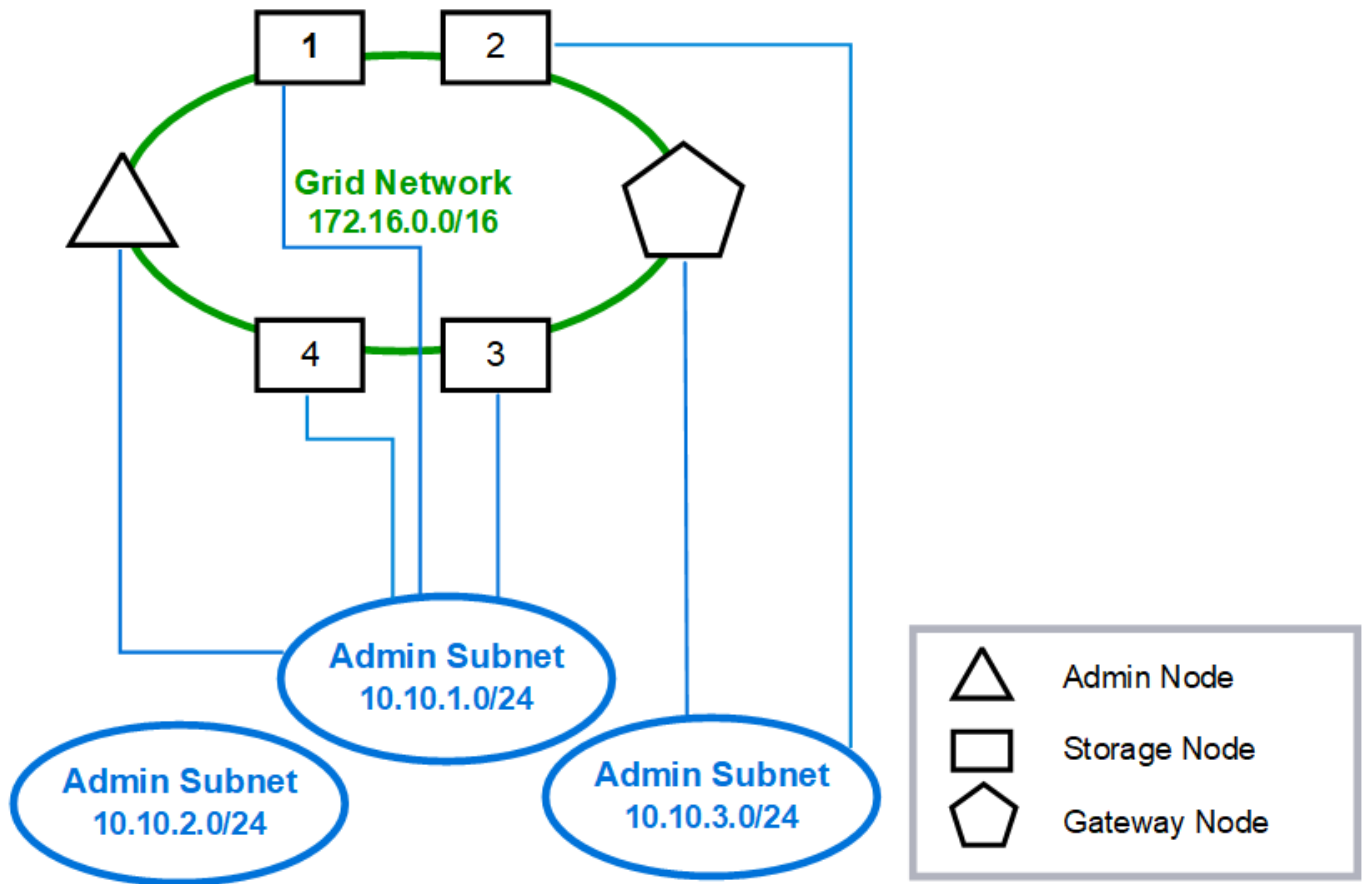 1
2
Grid Network
172.16.0.0/16
4
3
Admin Subnet
10.10.1.0/24
Admin Subnet
10.10.2.0/24
Admin Subnet
10.10.3.0/24
Admin Node
Storage Node
Gateway Node